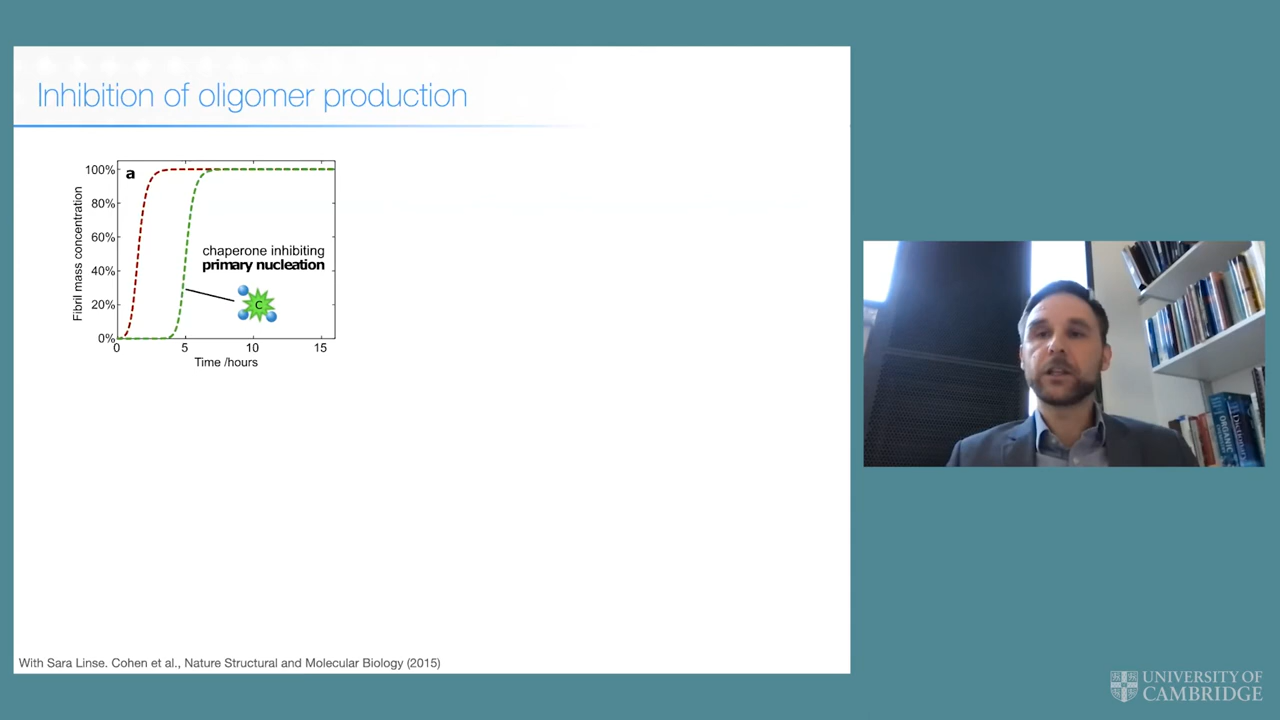 Inhibition of oligomer production
a
100%
80%
60%
40%
20%
0%
Fibril mass concentration
chaperone inhibiting
primary nucleation
C
0 5 10 15
Time /hours
With Sara Linse. Cohen et al., Nature Structural and Molecular Biology (2015)
ORGANIC
Dictionary
UNIVERSITY OF
CAMBRIDGE